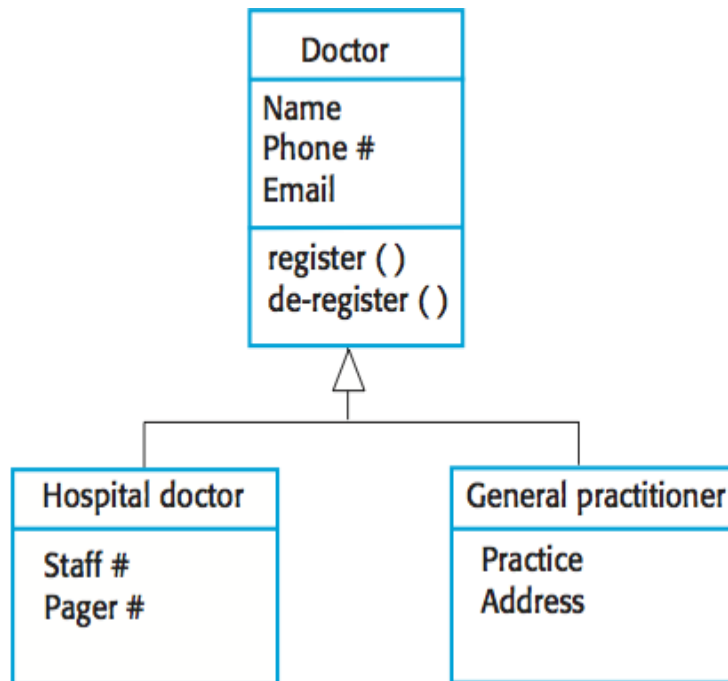 Doctor
Name
Phone #
Email
register ( )
de-register ( )
Hospital doctor
Staff #
Pager #
General practitioner
Practice
Address